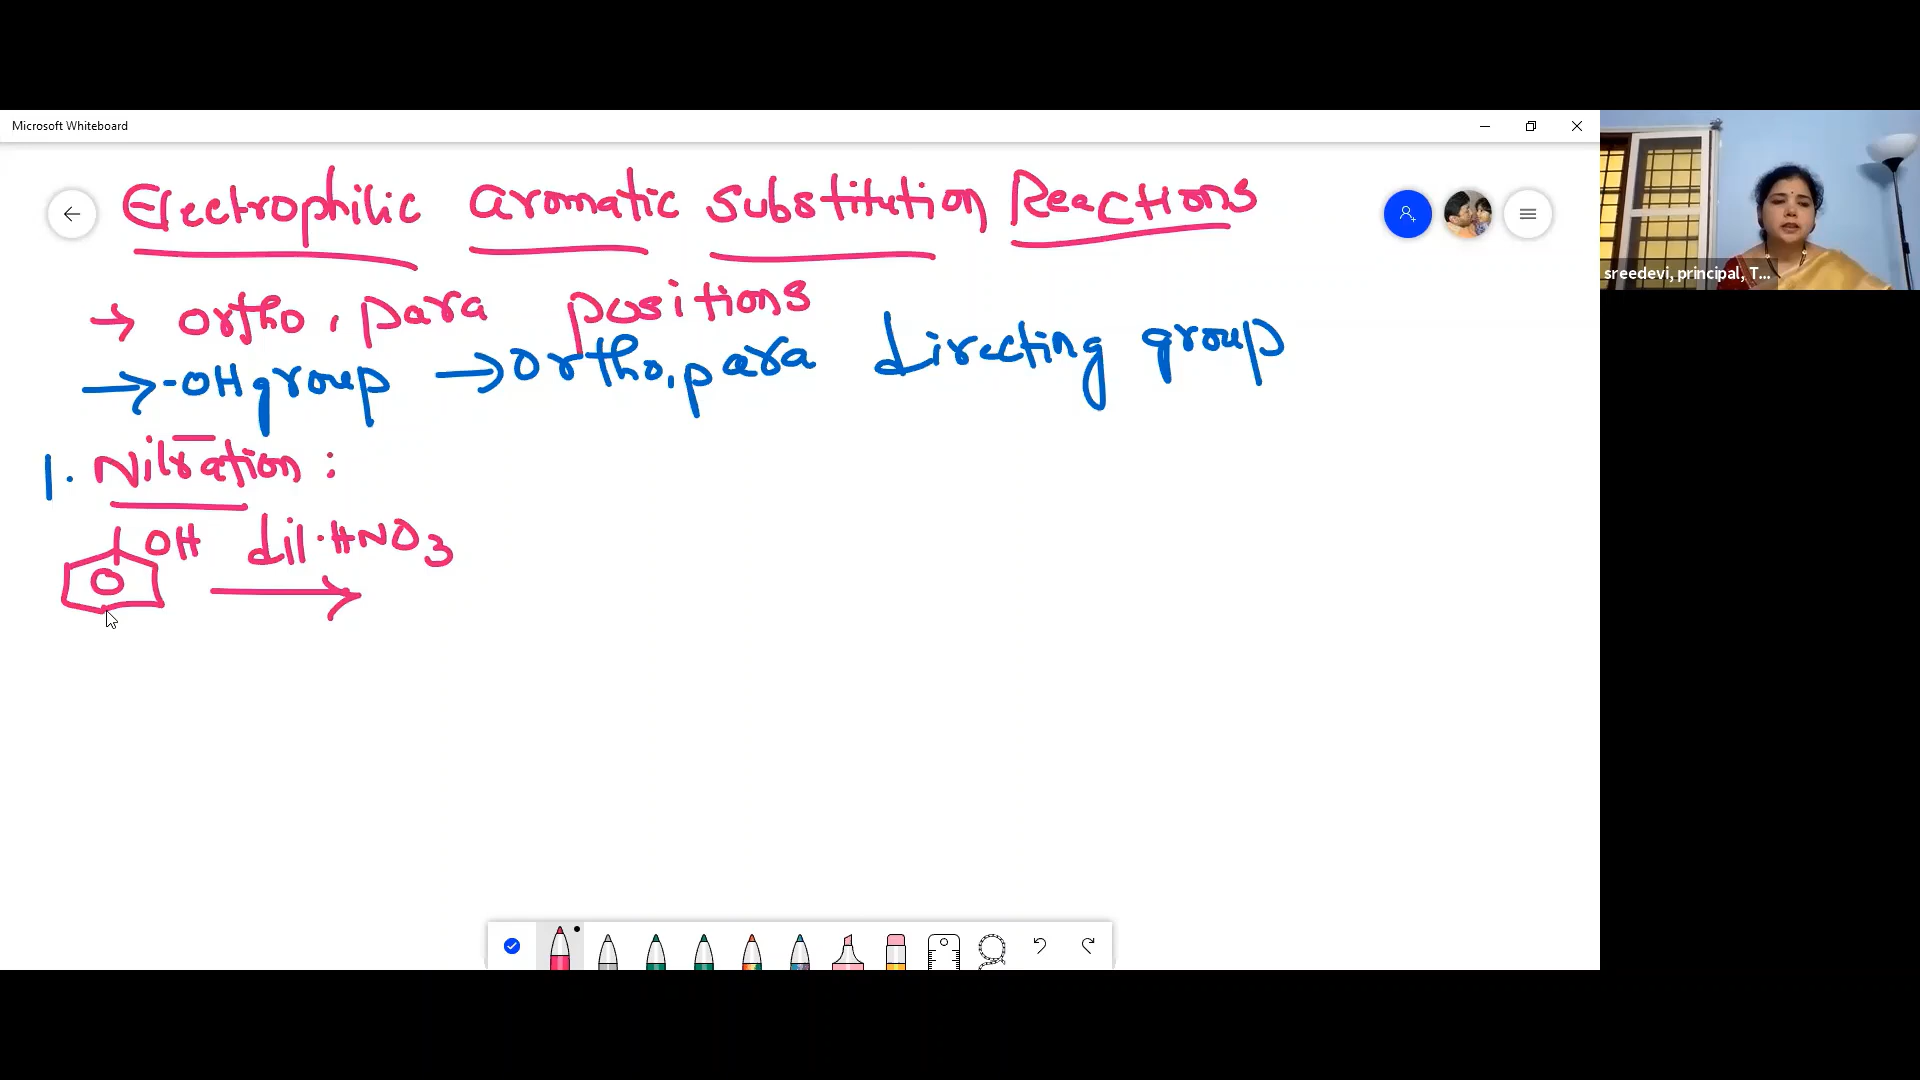 Microsoft Whiteboard
Electrophilic aromatic substitution Reactions
→ ortho, para positions
→ -OH group → Ortho, para directing group
1. Nitration :
OH dil. HNO3
sreedevi, principal, T...